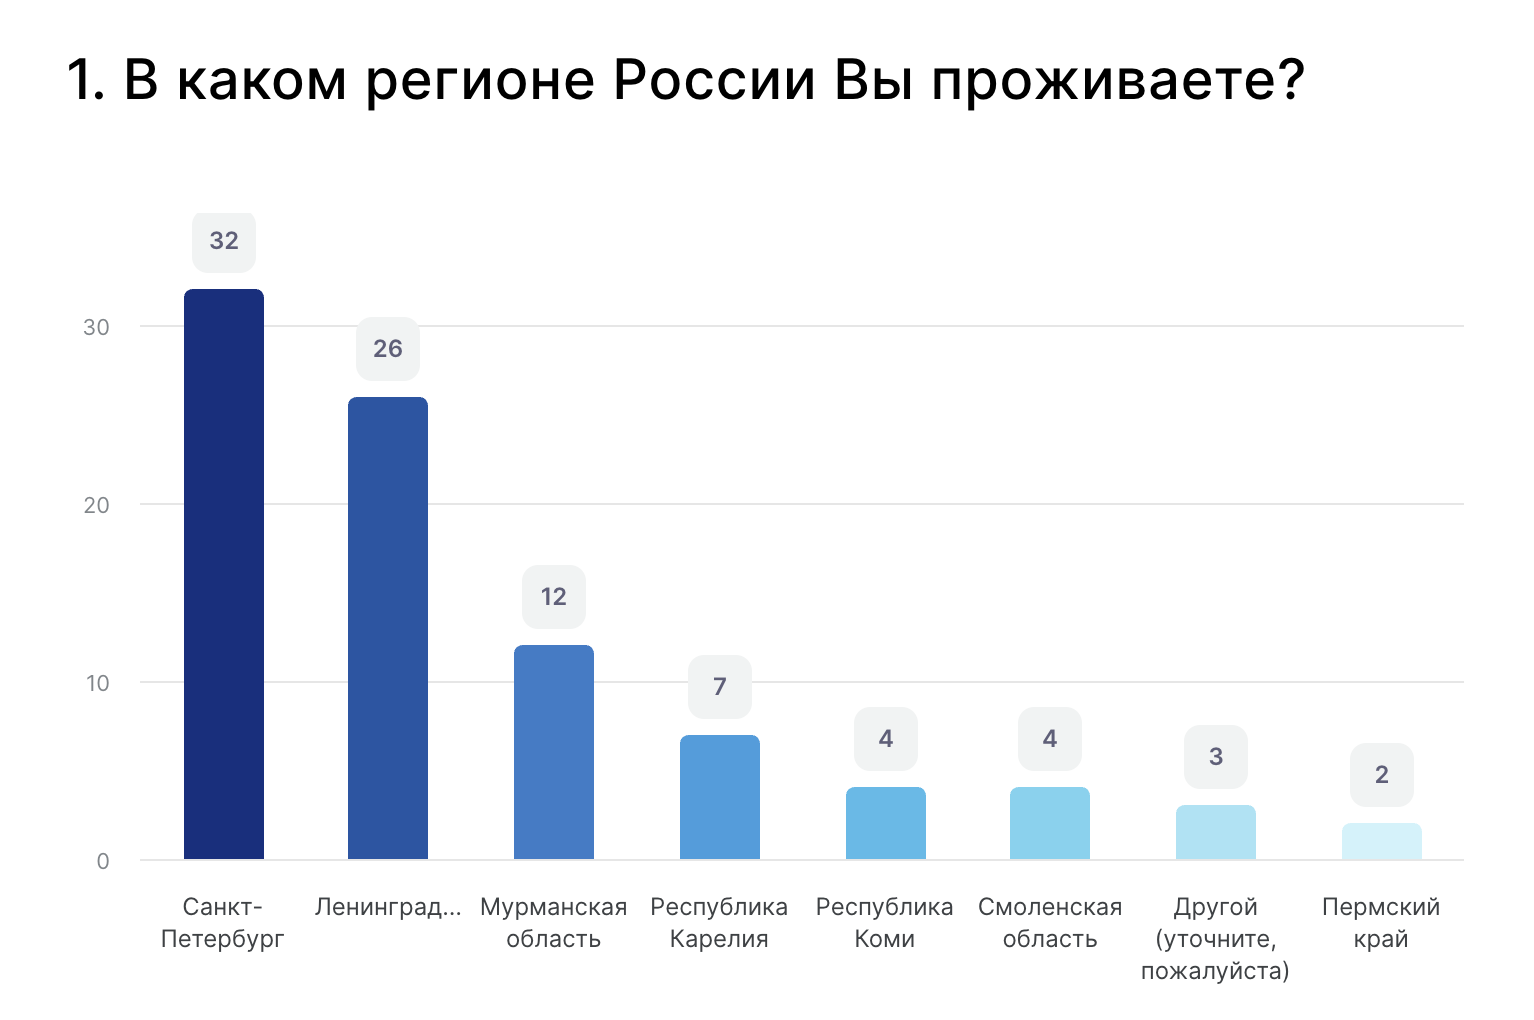 1. В каком регионе России Вы проживаете?
32
30
26
20
12
10
7
4
4
3
2
0
Санкт-
Петербург
Ленинград...
Мурманская
область
Республика
Карелия
Республика
Коми
Смоленская
область
Другой
(уточните,
пожалуйста)
Пермский
край